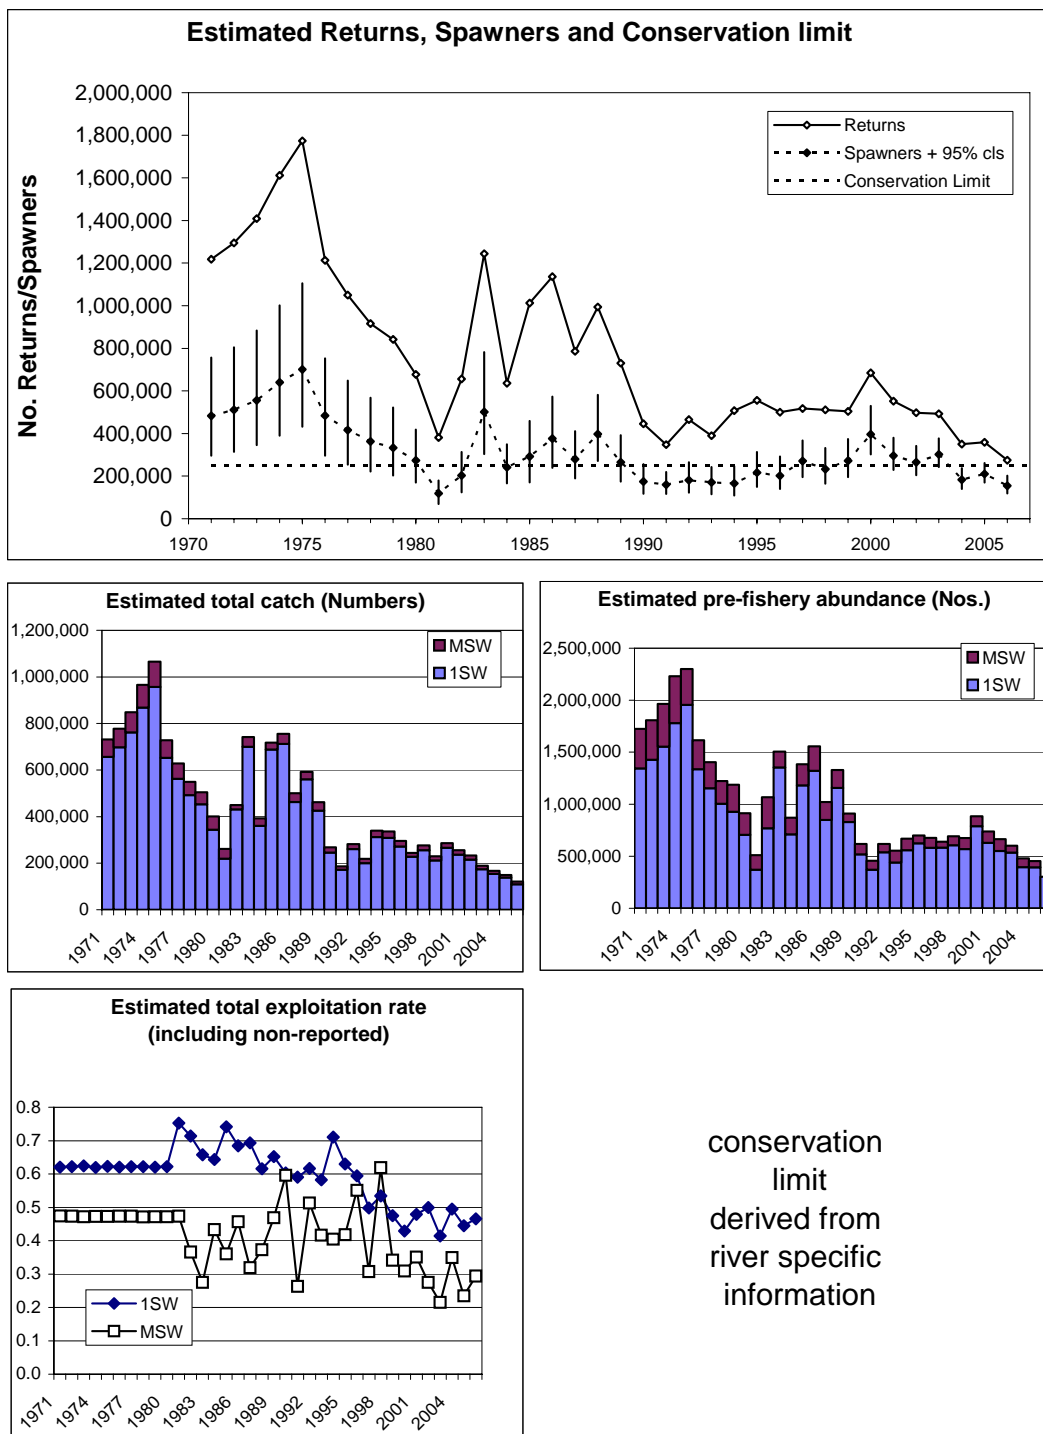 Estimated Returns, Spawners and Conservation limit
No. Returns/Spawners
2,000,000
1,800,000
1,600,000
1,400,000
1,200,000
1,000,000
800,000
600,000
400,000
200,000
0
Returns
Spawners + 95% cls
Conservation Limit
1970 1975 1980 1985 1990 1995 2000 2005
Estimated total catch (Numbers)
1,200,000
1,000,000
800,000
600,000
400,000
200,000
0
MSW
1SW
1971 1974 1977 1980 1983 1986 1989 1992 1995 1998 2001 2004
Estimated pre-fishery abundance (Nos.)
2,500,000
2,000,000
1,500,000
1,000,000
500,000
0
MSW
1SW
1971 1974 1977 1980 1983 1986 1989 1992 1995 1998 2001 2004
Estimated total exploitation rate
(including non-reported)
0.8
0.7
0.6
0.5
0.4
0.3
0.2
0.1
0.0
1SW
MSW
1971 1974 1977 1980 1983 1986 1989 1992 1995 1998 2001 2004
conservation
limit
derived from
river specific
information